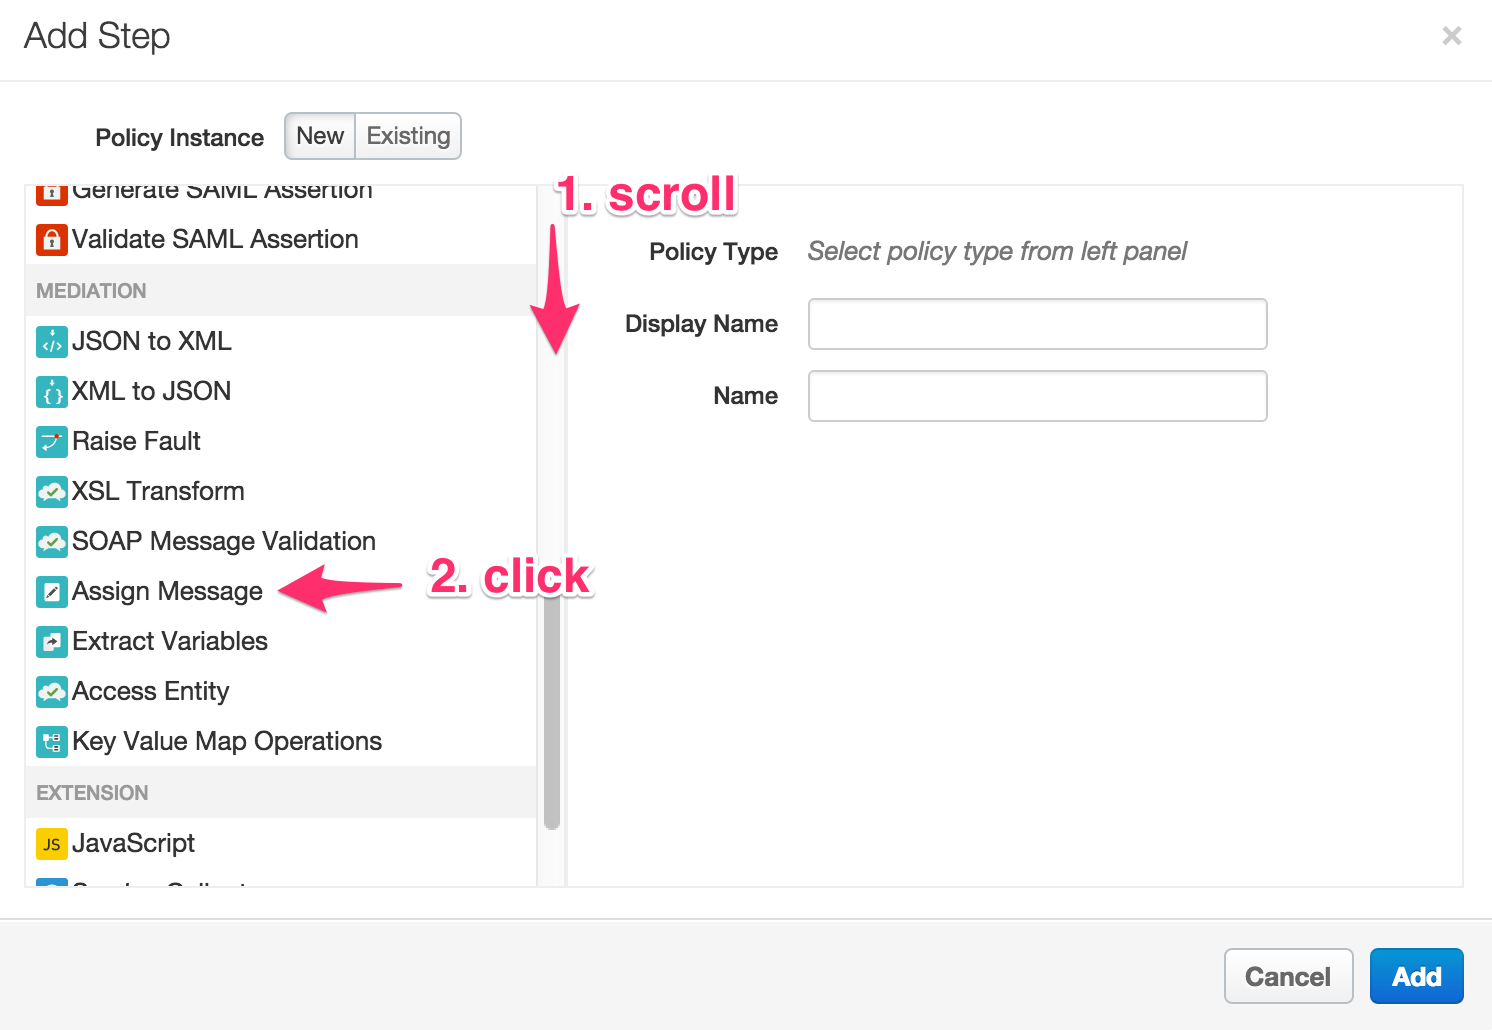 Add Step
×
Policy Instance New Existing
Generate SAML Assertion
Validate SAML Assertion
MEDIATION
JSON to XML
XML to JSON
Raise Fault
XSL Transform
SOAP Message Validation
Assign Message
Extract Variables
Access Entity
Key Value Map Operations
EXTENSION
JS JavaScript
1. scroll
2. click
Policy Type Select policy type from left panel
Display Name
Name
Cancel Add